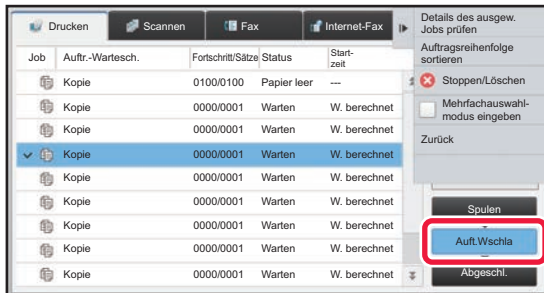 Drucken Scannen Fax Internet-Fax
Job Auftr.-Wartesch. Fortschritt/Sätze Status Start-
zeit
Kopie 0100/0100 Papier leer ---
Kopie 0000/0001 Warten W. berechnet
Kopie 0000/0001 Warten W. berechnet
Kopie 0000/0001 Warten W. berechnet
Kopie 0000/0001 Warten W. berechnet
Kopie 0000/0001 Warten W. berechnet
Kopie 0000/0001 Warten W. berechnet
Kopie 0000/0001 Warten W. berechnet
Kopie 0000/0001 Warten W. berechnet
Details des ausgew.
Jobs prüfen
Auftragsreihenfolge
sortieren
Stoppen/Löschen
Mehrfachauswahl-
modus eingeben
Zurück
Spulen
Auft.Wschla
Abgeschl.